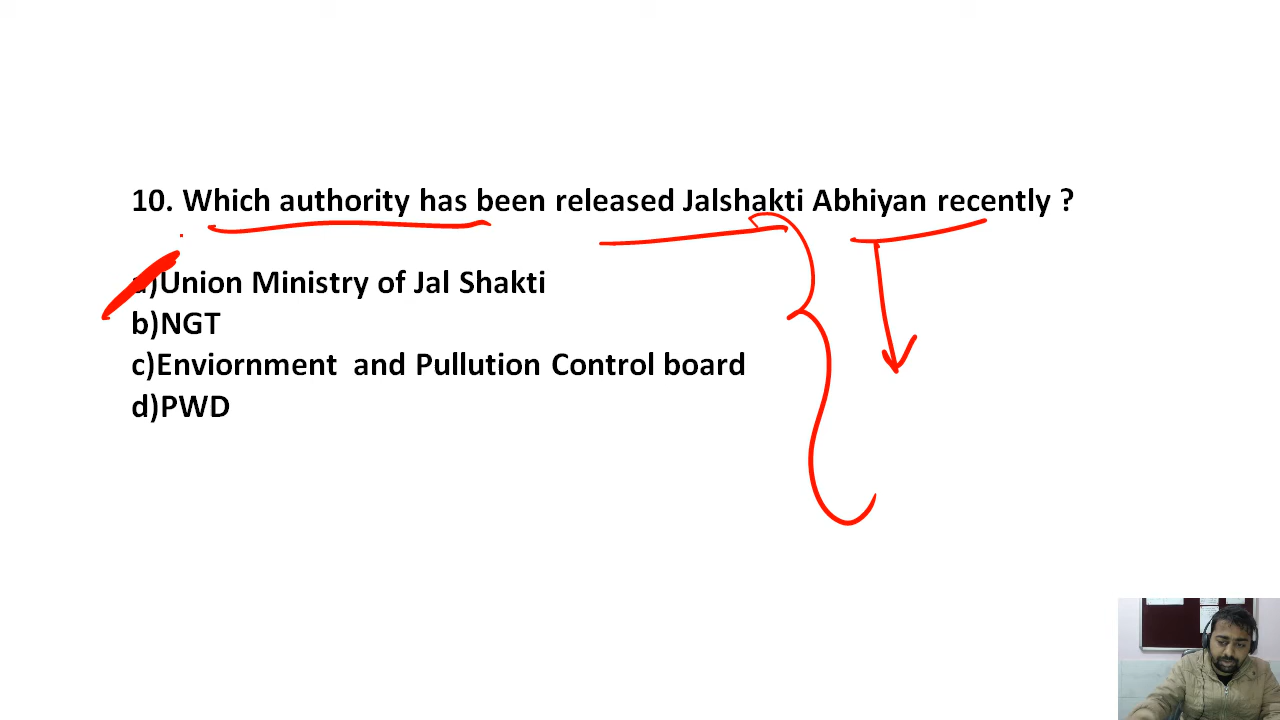 10. Which authority has been released Jalshakti Abhiyan recently ?
a)Union Ministry of Jal Shakti
b)NGT
c)Enviornment and Pullution Control board
d)PWD